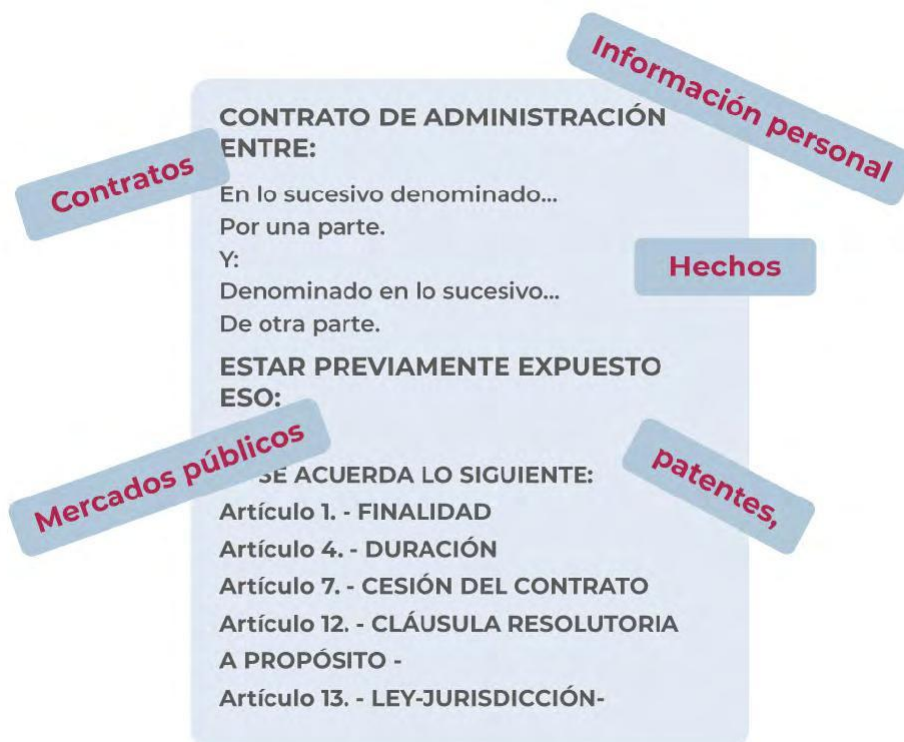 Información personal
CONTRATO DE ADMINISTRACIÓN
ENTRE:
Contratos
En lo sucesivo denominado...
Por una parte.
Y:
Hechos
Denominado en lo sucesivo...
De otra parte.
ESTAR PREVIAMENTE EXPUESTO
ESO:
Mercados públicos
patentes,
SE ACUERDA LO SIGUIENTE:
Artículo 1. - FINALIDAD
Artículo 4. - DURACIÓN
Artículo 7. - CESIÓN DEL CONTRATO
Artículo 12. - CLÁUSULA RESOLUTORIA
A PROPÓSITO -
Artículo 13. - LEY-JURISDICCIÓN-